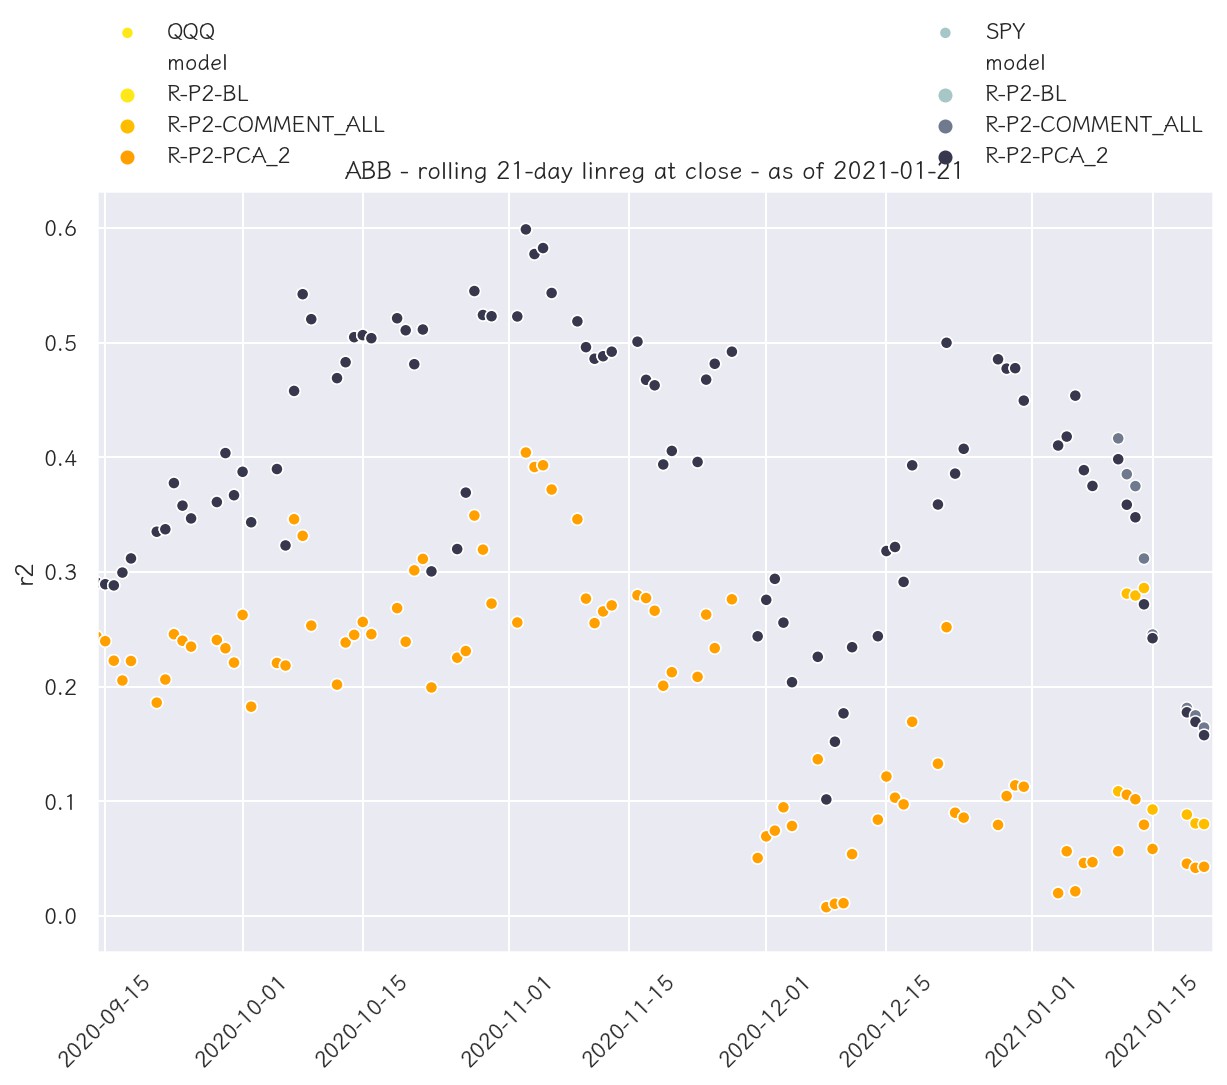 QQQ
model
R-P2-BL
R-P2-COMMENT_ALL
R-P2-PCA_2
SPY
model
R-P2-BL
R-P2-COMMENT_ALL
R-P2-PCA_2
ABB - rolling 21-day linreg at close - as of 2021-01-21
r2
0.6
0.5
0.4
0.3
0.2
0.1
0.0
2020-09-15
2020-10-01
2020-10-15
2020-11-01
2020-11-15
2020-12-01
2020-12-15
2021-01-01
2021-01-15